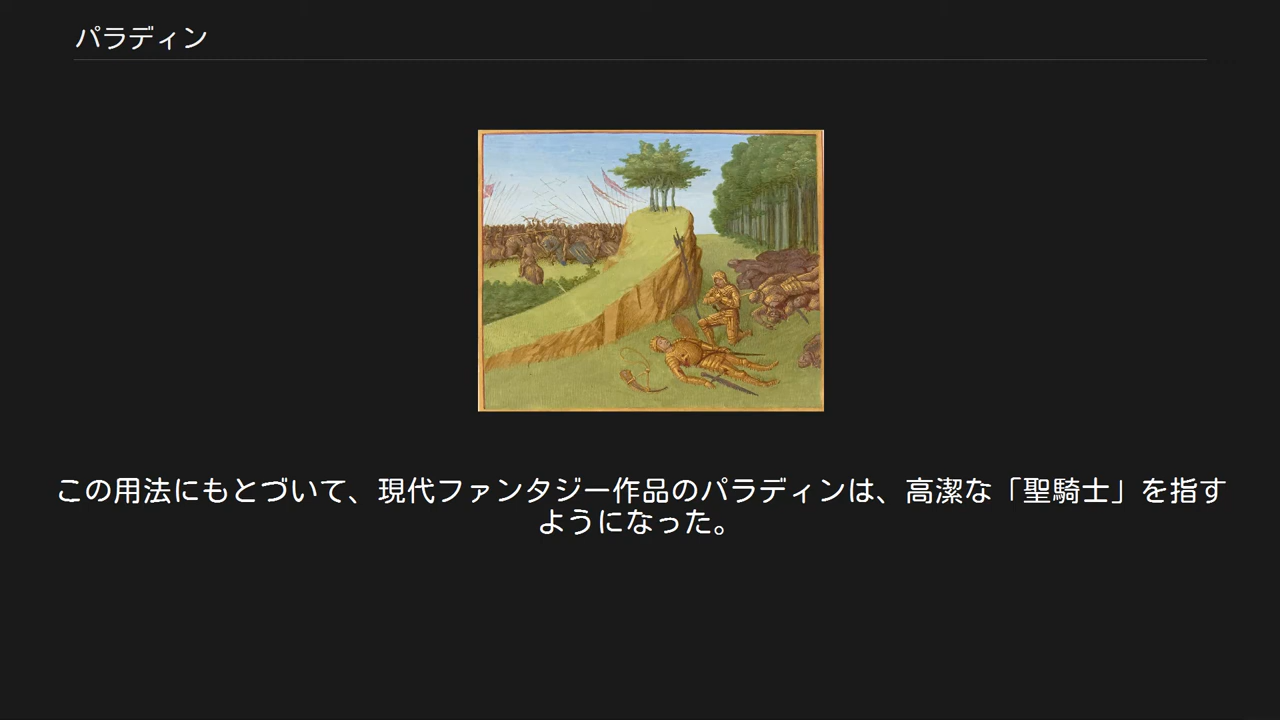 パラディン
この用法にもとづいて、現代ファンタジー作品のパラディンは、高潔な「聖騎士」を指す
ようになった。